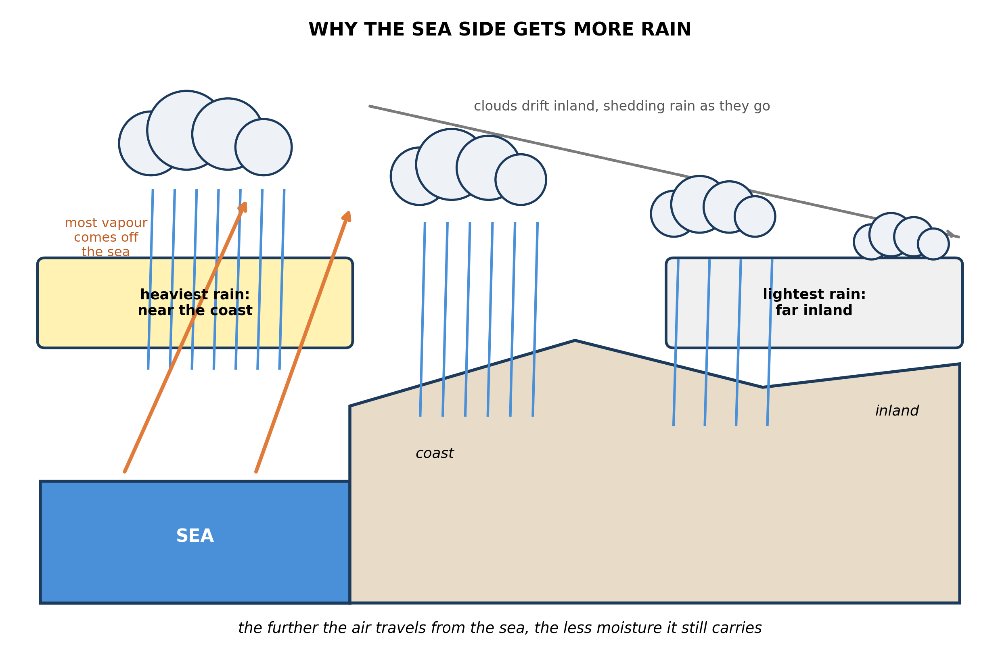 WHY THE SEA SIDE GETS MORE RAIN
clouds drift inland, shedding rain as they go
most vapour
comes off
the sea
heaviest rain:
near the coast
lightest rain:
far inland
inland
coast
SEA
the further the air travels from the sea, the less moisture it still carries